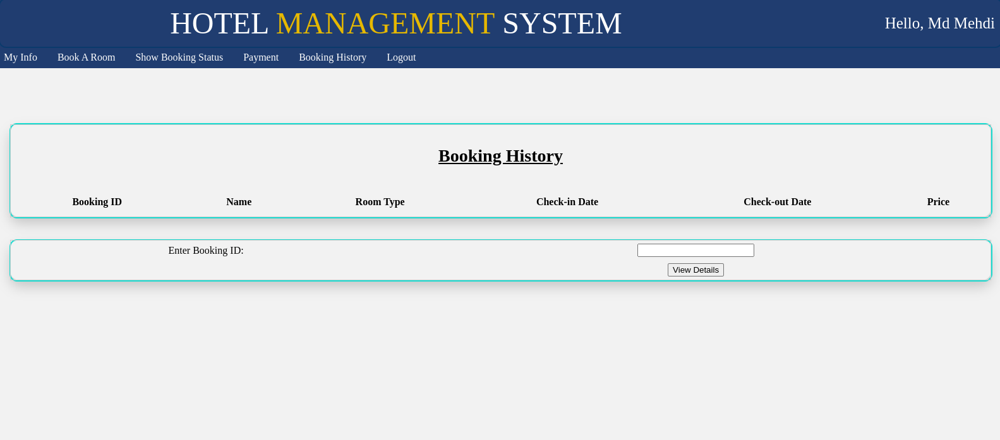 HOTEL MANAGEMENT SYSTEM
Hello, Md Mehdi
My Info Book A Room Show Booking Status Payment Booking History Logout
Booking History
Booking ID Name Room Type Check-in Date Check-out Date Price
Enter Booking ID:
View Details